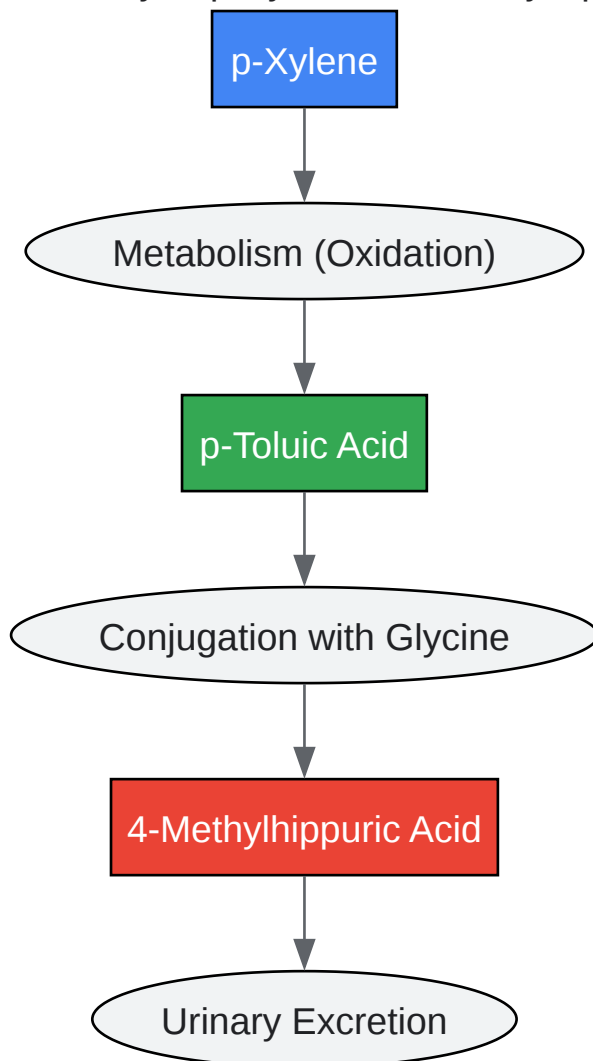 p-Xylene
Metabolism (Oxidation)
p-Toluic Acid
Conjugation with Glycine
4-Methylhippuric Acid
Urinary Excretion